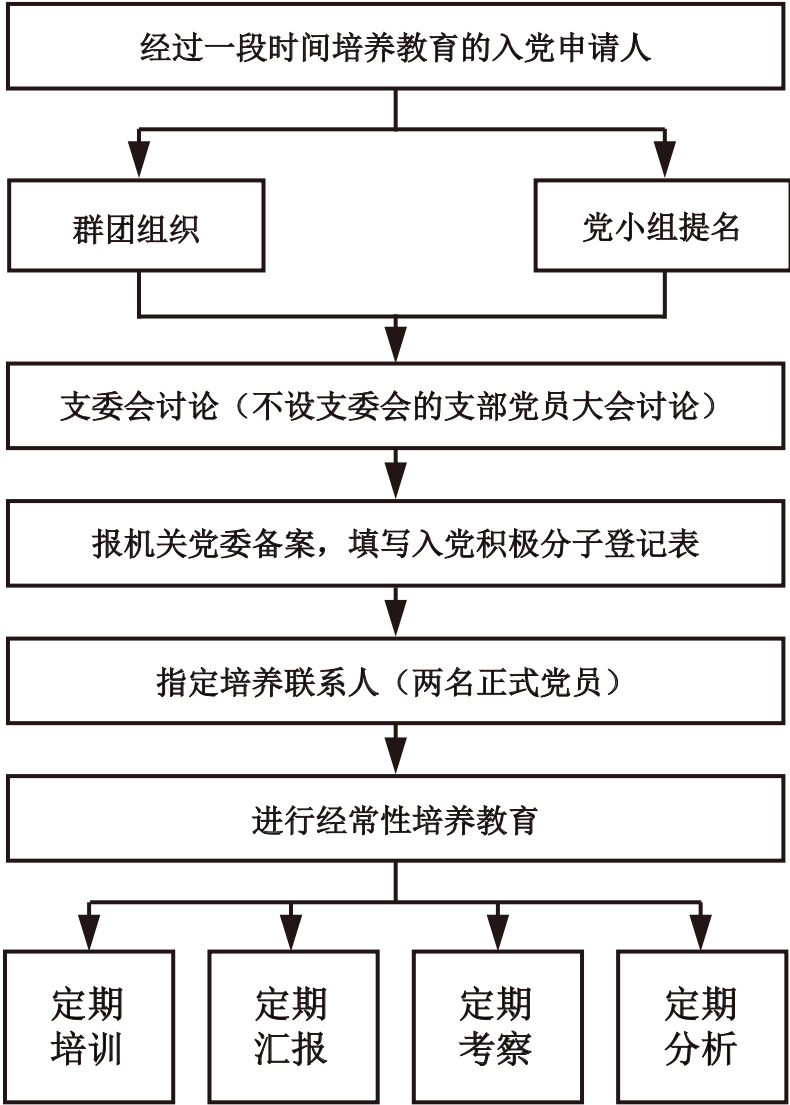 经过一段时间培养教育的入党申请人
群团组织
党小组提名
支委会讨论（不设支委会的支部党员大会讨论）
报机关党委备案，填写入党积极分子登记表
指定培养联系人（两名正式党员）
进行经常性培养教育
定期
培训
定期
汇报
定期
考察
定期
分析